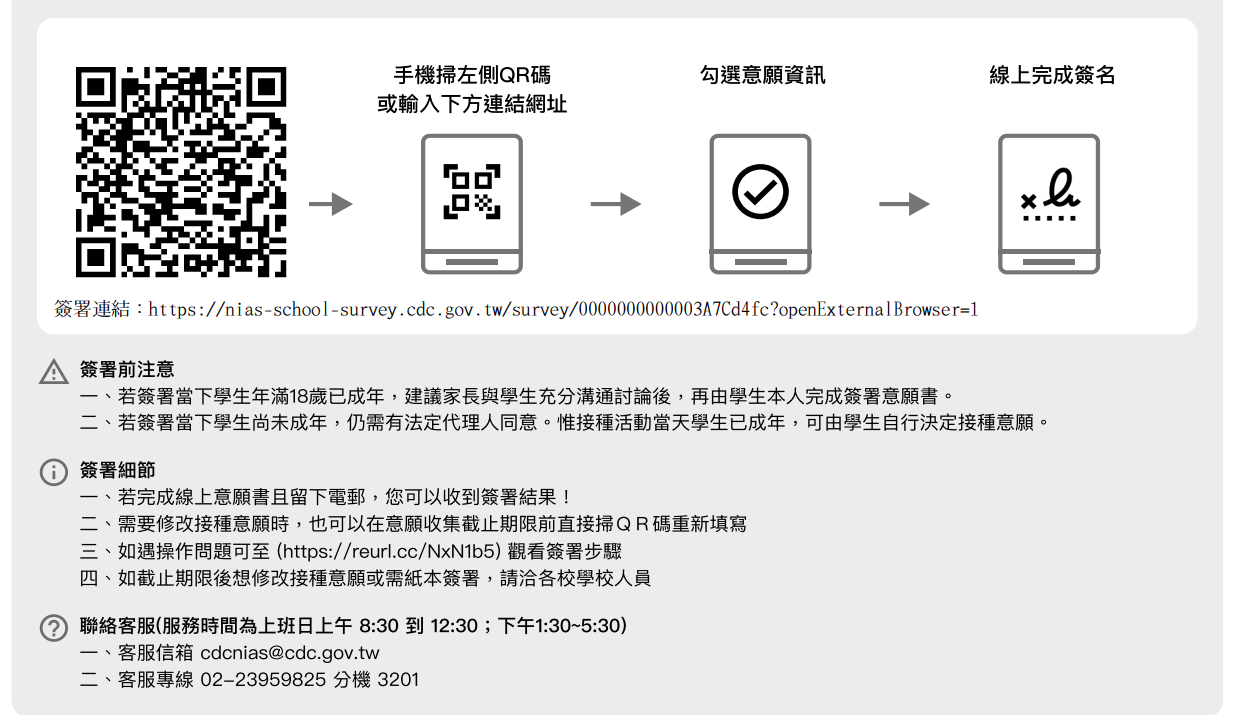 手機掃左側QR碼
或輸入下方連結網址
勾選意願資訊
線上完成簽名
簽署連結：https://nias-school-survey.cdc.gov.tw/survey/0000000000003A7Cd4fc?openExternalBrowser=1
簽署前注意
一、若簽署當下學生年滿18歲已成年，建議家長與學生充分溝通討論後，再由學生本人完成簽署意願書。
二、若簽署當下學生尚未成年，仍需有法定代理人同意。惟接種活動當天學生已成年，可由學生自行決定接種意願。
簽署細節
一、若完成線上意願書且留下電郵，您可以收到簽署結果！
二、需要修改接種意願時，也可以在意願收集截止期限前直接掃ＱＲ碼重新填寫
三、如遇操作問題可至 (https://reurl.cc/NxN1b5) 觀看簽署步驟
四、如截止期限後想修改接種意願或需紙本簽署，請洽各校學校人員
聯絡客服(服務時間為上班日上午 8:30 到 12:30；下午1:30~5:30)
一、客服信箱 cdcnias@cdc.gov.tw
二、客服專線 02-23959825 分機 3201